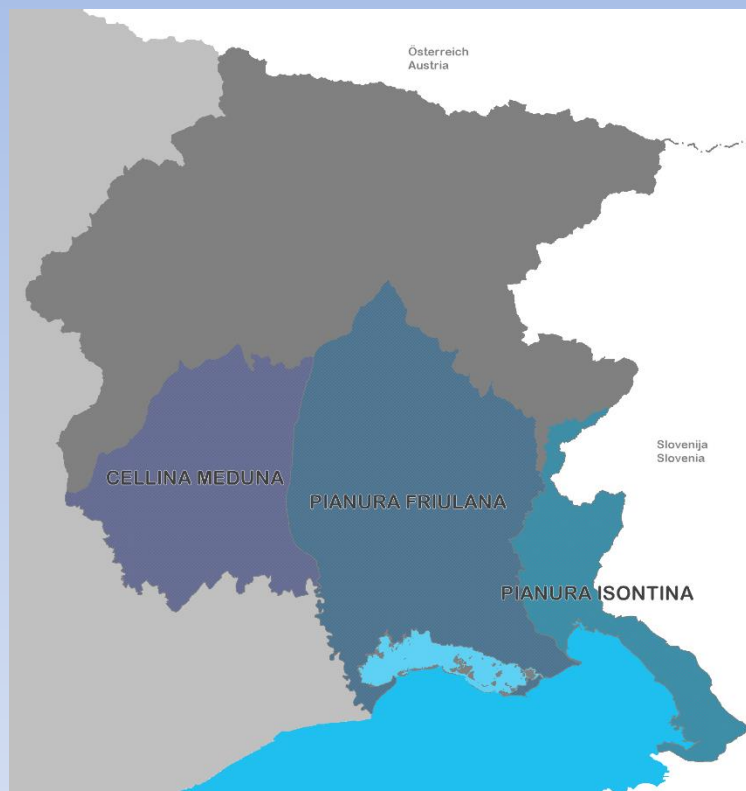 Österreich
Austria
Slovenija
Slovenia
CELLINA MEDUNA
PIANURA FRIULANA
PIANURA ISONTINA